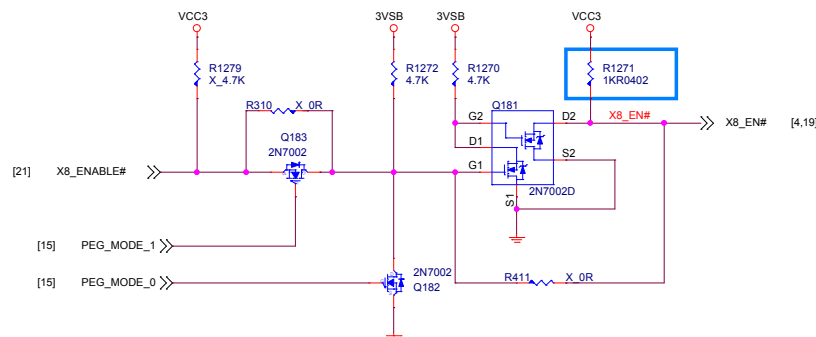 VCC3
3VSB
3VSB
VCC3
R1279
X_4.7K
R1272
4.7K
R1270
4.7K
R1271
1KR0402
R310
X_0R
Q181
G2
D2
X8_EN#
X8_EN#
[4,19]
Q183
2N7002
D1
S2
[21]
X8_ENABLE#
G1
S1
2N7002D
[15]
PEG_MODE_1
[15]
PEG_MODE_0
2N7002
Q182
R411
X_0R